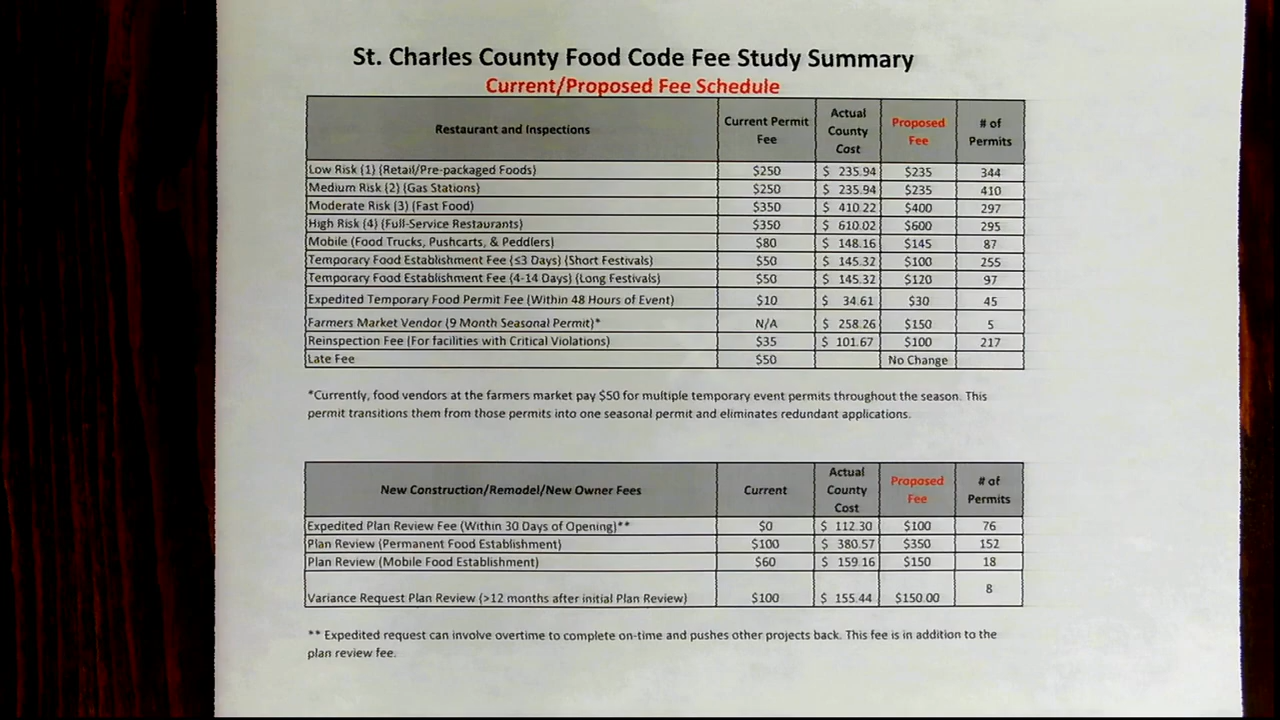 St. Charles County Food Code Fee Study Summary
Current/Proposed Fee Schedule
Restaurant and Inspections Current Permit Fee Actual County Cost Proposed Fee # of Permits
Low Risk (1) (Retail/Pre-packaged Foods) $250 $ 235.94 $235 344
Medium Risk (2) (Gas Stations) $250 $ 235.94 $235 410
Moderate Risk (3) (Fast Food) $350 $ 410.22 $400 297
High Risk (4) (Full-Service Restaurants) $350 $ 610.02 $600 295
Mobile (Food Trucks, Pushcarts, & Peddlers) $80 $ 148.16 $145 87
Temporary Food Establishment Fee (≤3 Days) (Short Festivals) $50 $ 145.32 $100 255
Temporary Food Establishment Fee (4-14 Days) (Long Festivals) $50 $ 145.32 $120 97
Expedited Temporary Food Permit Fee (Within 48 Hours of Event) $10 $ 34.61 $30 45
Farmers Market Vendor (9 Month Seasonal Permit)* N/A $ 258.26 $150 5
Reinspection Fee (For facilities with Critical Violations) $35 $ 101.67 $100 217
Late Fee $50 No Change
*Currently, food vendors at the farmers market pay $50 for multiple temporary event permits throughout the season. This
permit transitions them from those permits into one seasonal permit and eliminates redundant applications.
New Construction/Remodel/New Owner Fees Current Actual County Cost Proposed Fee # of Permits
Expedited Plan Review Fee (Within 30 Days of Opening)** $0 $ 112.30 $100 76
Plan Review (Permanent Food Establishment) $100 $ 380.57 $350 152
Plan Review (Mobile Food Establishment) $60 $ 159.16 $150 18
Variance Request Plan Review (>12 months after initial Plan Review) $100 $ 155.44 $150.00 8
** Expedited request can involve overtime to complete on-time and pushes other projects back. This fee is in addition to the
plan review fee.